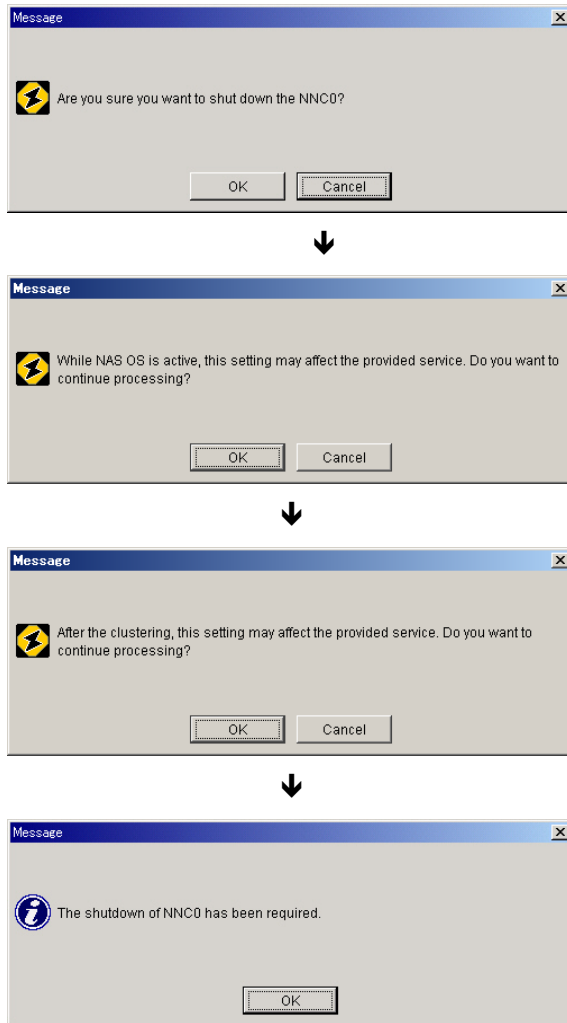 Message
Are you sure you want to shut down the NNC0?
OK
Cancel
Message
While NAS OS is active, this setting may affect the provided service. Do you want to
continue processing?
OK
Cancel
Message
After the clustering, this setting may affect the provided service. Do you want to
continue processing?
OK
Cancel
Message
The shutdown of NNC0 has been required.
OK